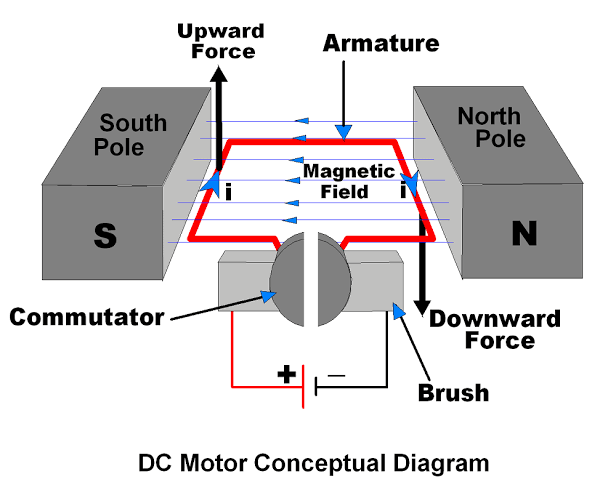 Upward
Force
Armature
South
Pole
North
Pole
Magnetic
Field
i
i
S
N
Commutator
Downward
Force
+
−
Brush
DC Motor Conceptual Diagram